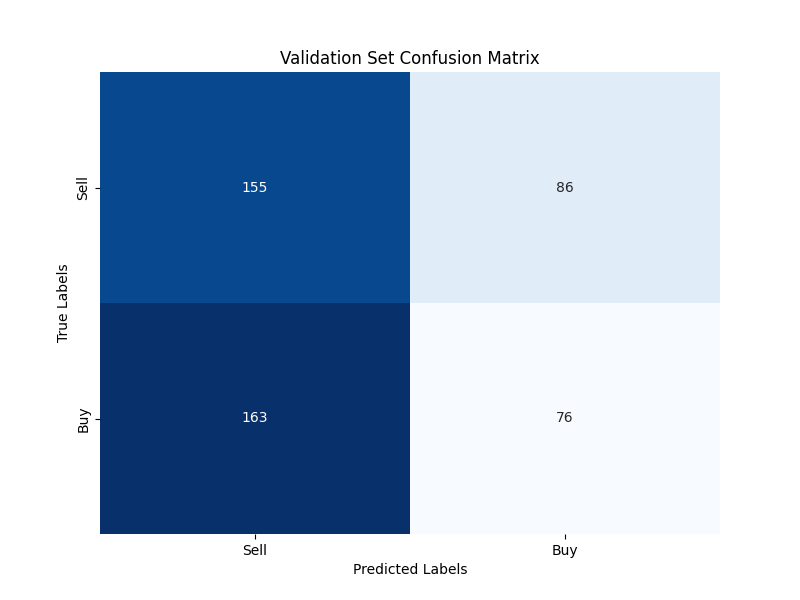 Validation Set Confusion Matrix
True Labels
Sell
155
86
Buy
163
76
Sell
Buy
Predicted Labels